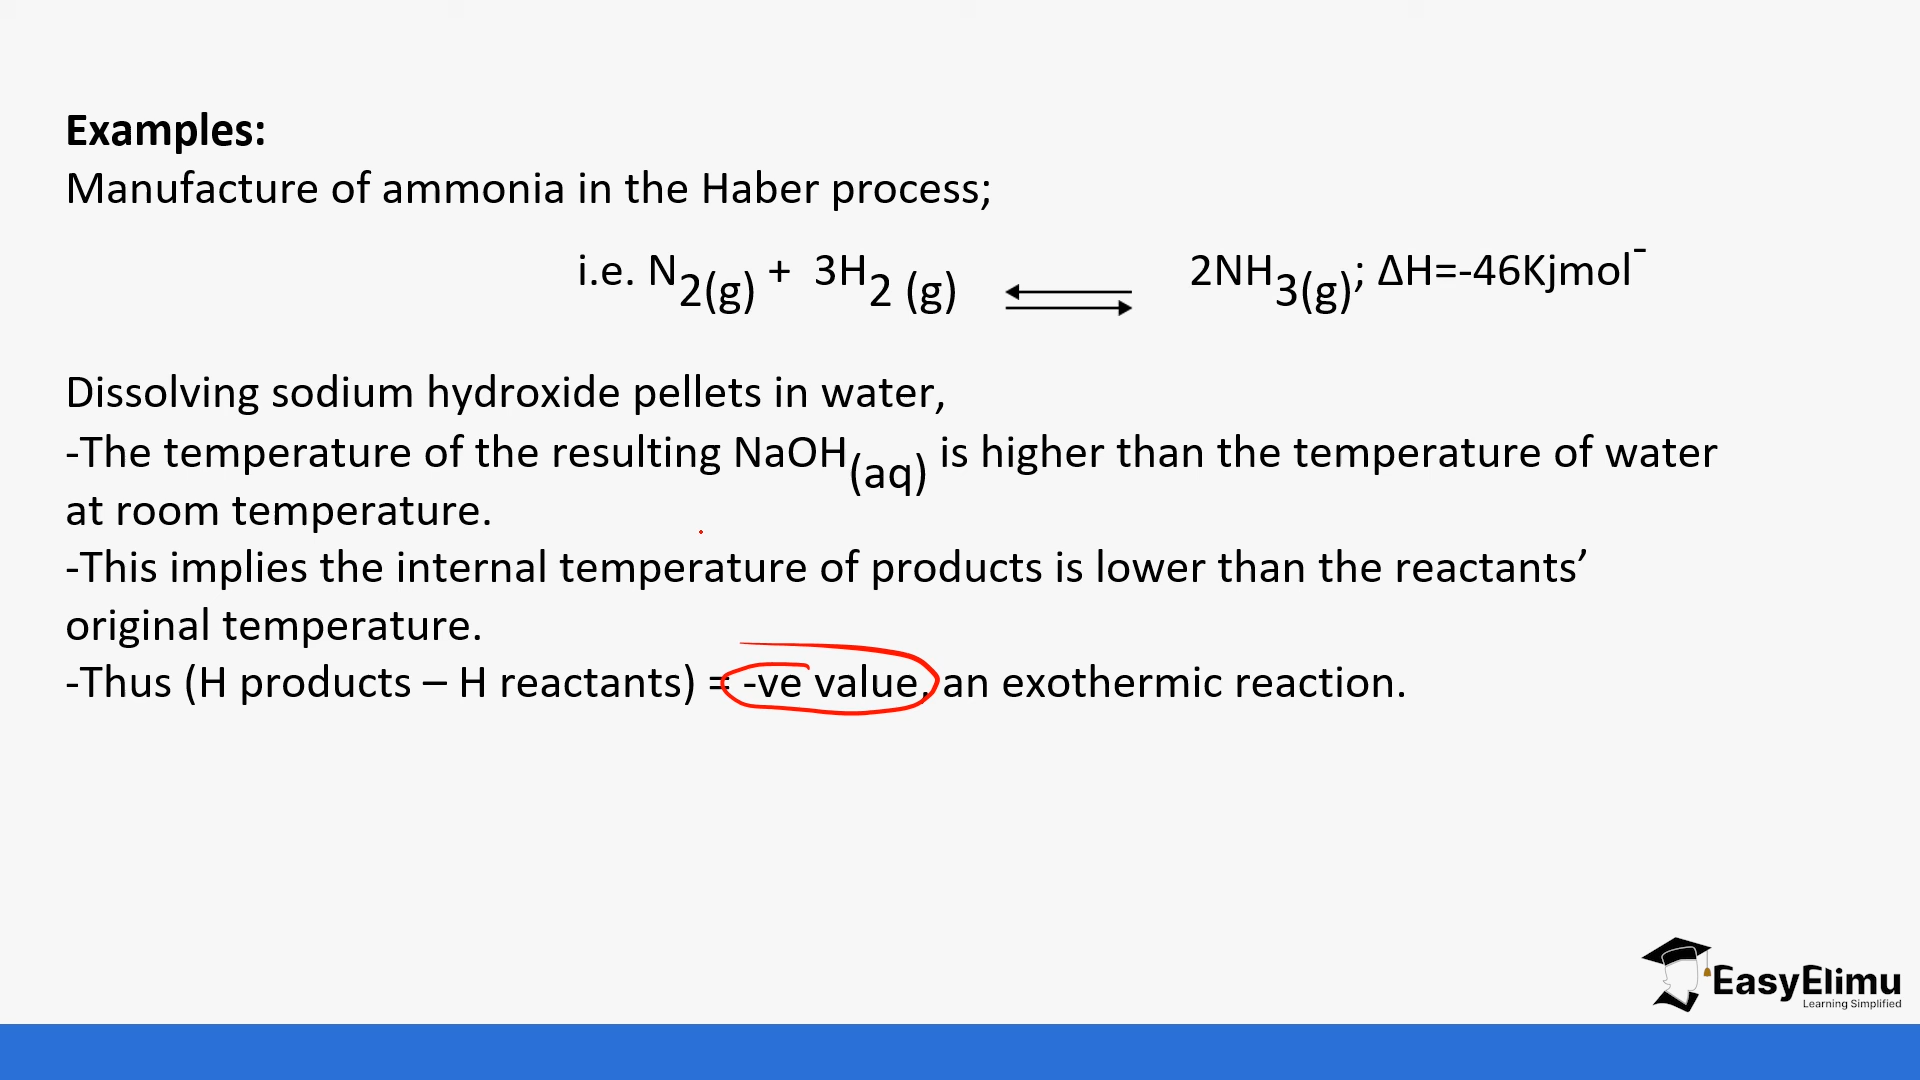 Examples:
Manufacture of ammonia in the Haber process;
i.e. N2(g) + 3H2 (g) ⇌ 2NH3(g); ΔH=-46Kjmol⁻
Dissolving sodium hydroxide pellets in water,
-The temperature of the resulting NaOH(aq) is higher than the temperature of water
at room temperature.
-This implies the internal temperature of products is lower than the reactants’
original temperature.
-Thus (H products – H reactants) = -ve value, an exothermic reaction.
EasyElimu
Learning Simplified